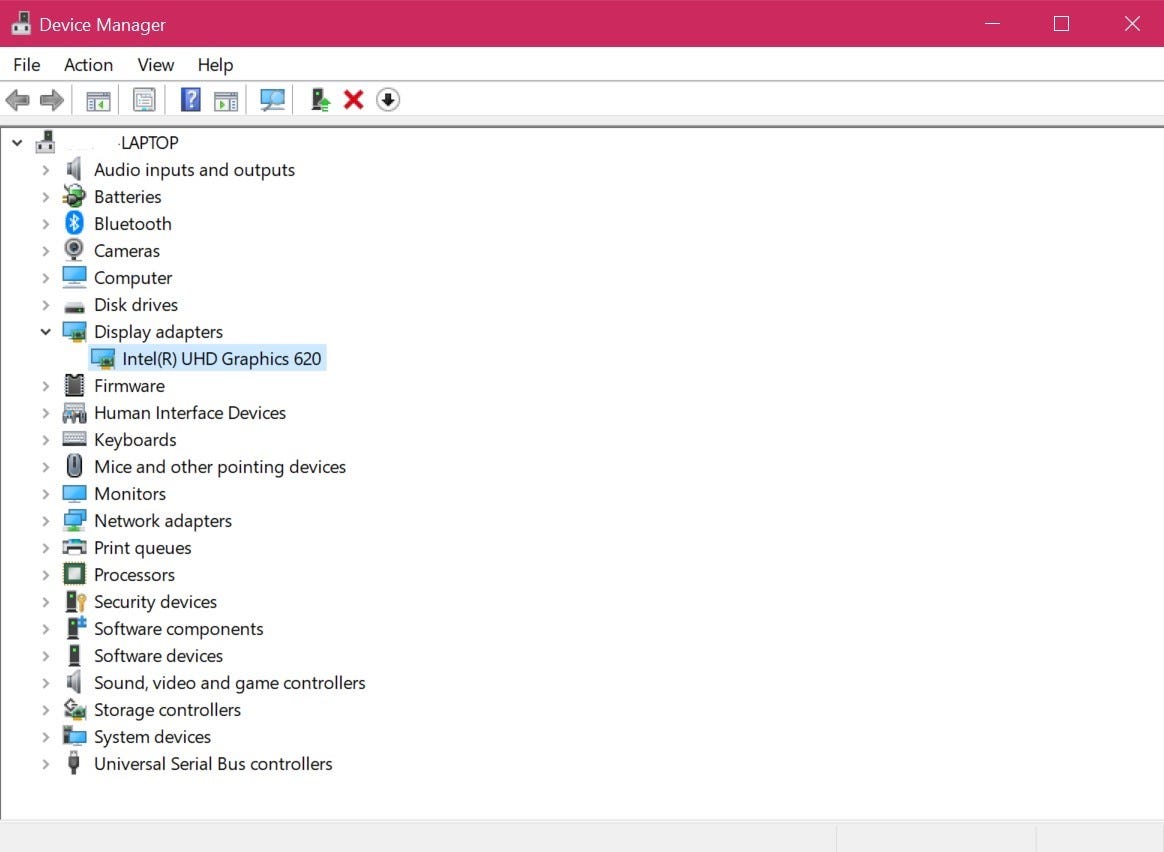 Device Manager
File Action View Help
-LAPTOP
Audio inputs and outputs
Batteries
Bluetooth
Cameras
Computer
Disk drives
Display adapters
Intel(R) UHD Graphics 620
Firmware
Human Interface Devices
Keyboards
Mice and other pointing devices
Monitors
Network adapters
Print queues
Processors
Security devices
Software components
Software devices
Sound, video and game controllers
Storage controllers
System devices
Universal Serial Bus controllers